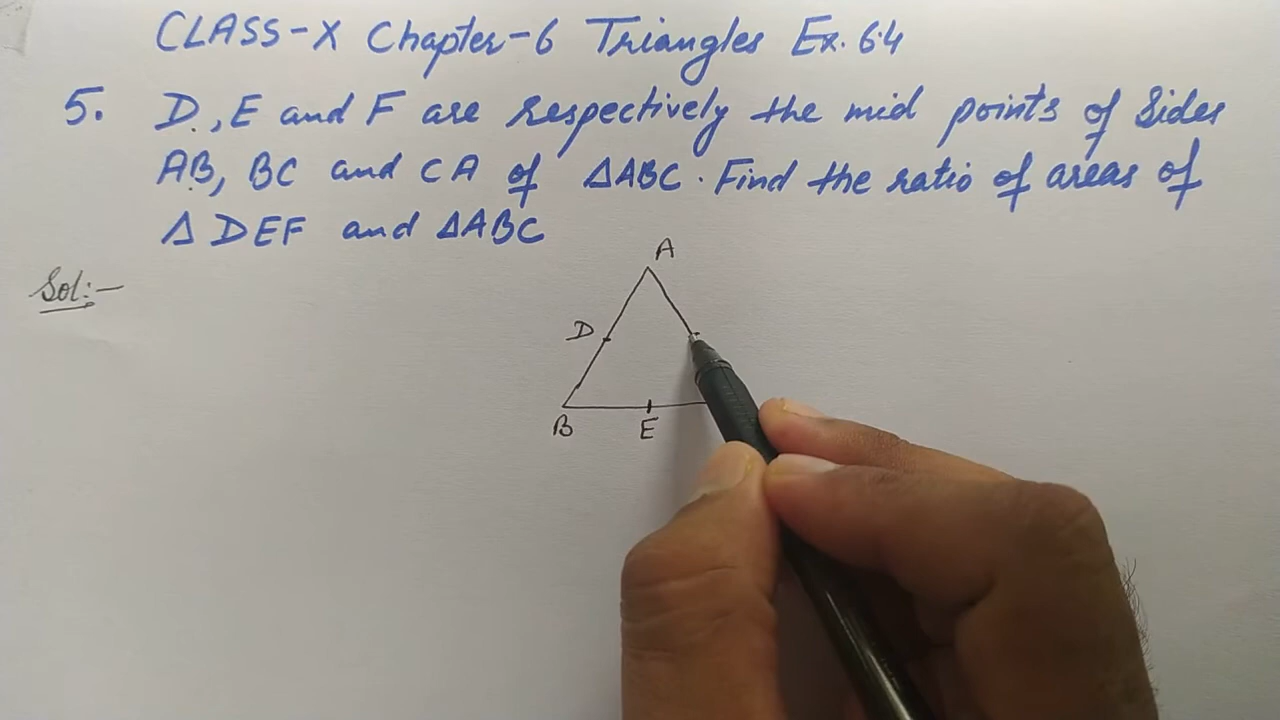 CLASS-X Chapter-6 Triangles Ex. 6.4
5. D, E and F are respectively the mid points of Sides
AB, BC and CA of ΔABC. Find the ratio of areas of
Δ DEF and ΔABC
Sol:-
A
D
B
E